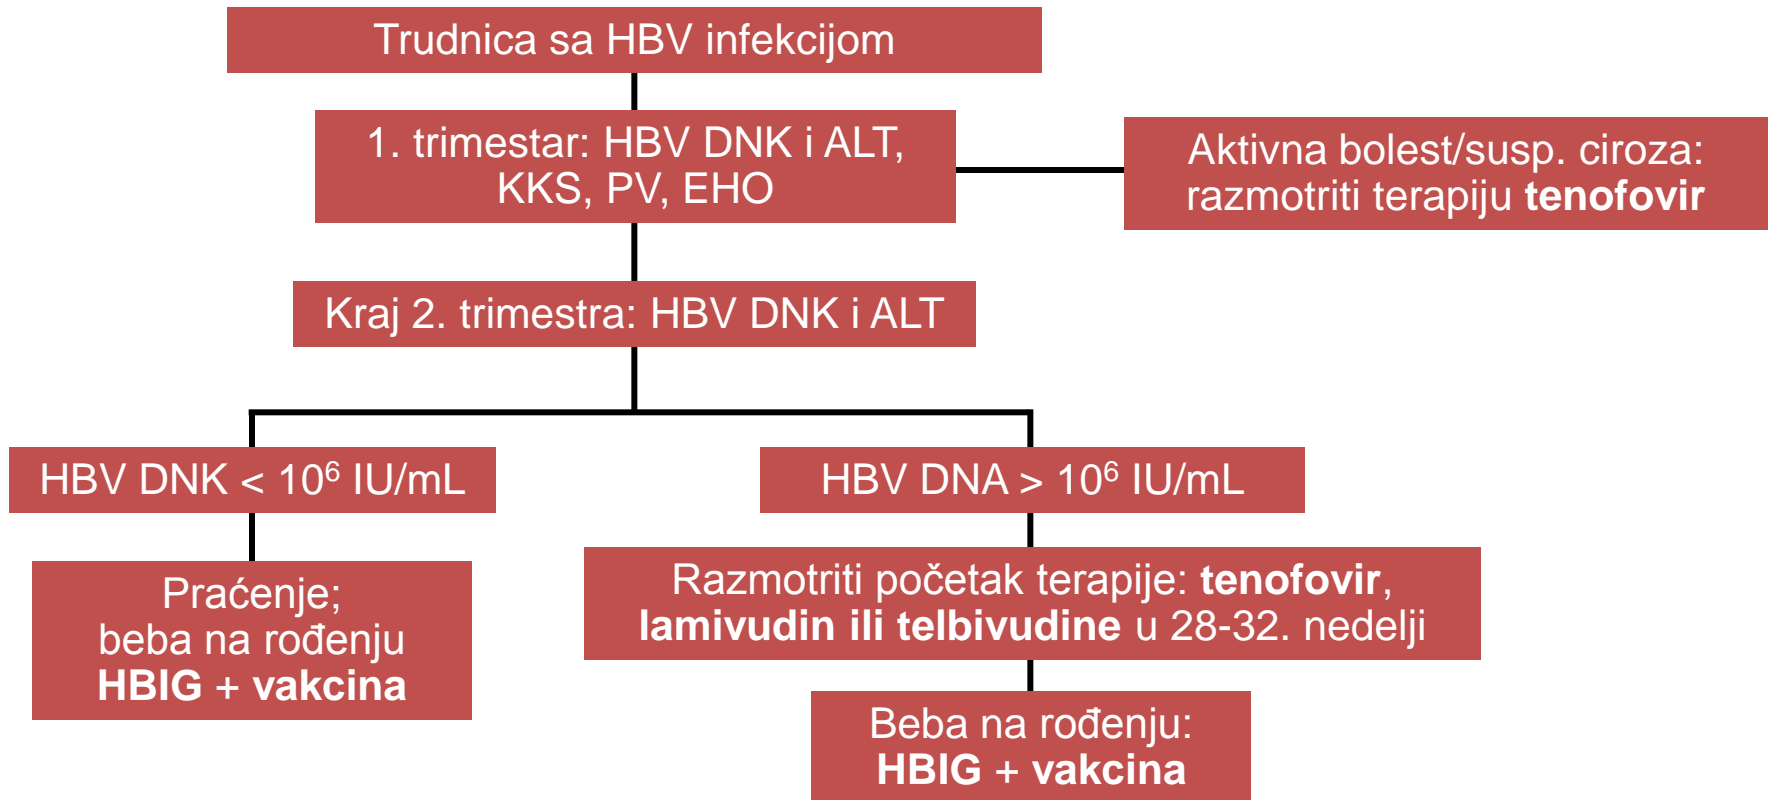 Trudnica sa HBV infekcijom
1. trimestar: HBV DNK i ALT,
KKS, PV, EHO
Aktivna bolest/susp. ciroza:
razmotriti terapiju tenofovir
Kraj 2. trimestra: HBV DNK i ALT
HBV DNK < 10⁶ IU/mL
HBV DNA > 10⁶ IU/mL
Praćenje;
beba na rođenju
HBIG + vakcina
Razmotriti početak terapije: tenofovir,
lamivudin ili telbivudine u 28-32. nedelji
Beba na rođenju:
HBIG + vakcina